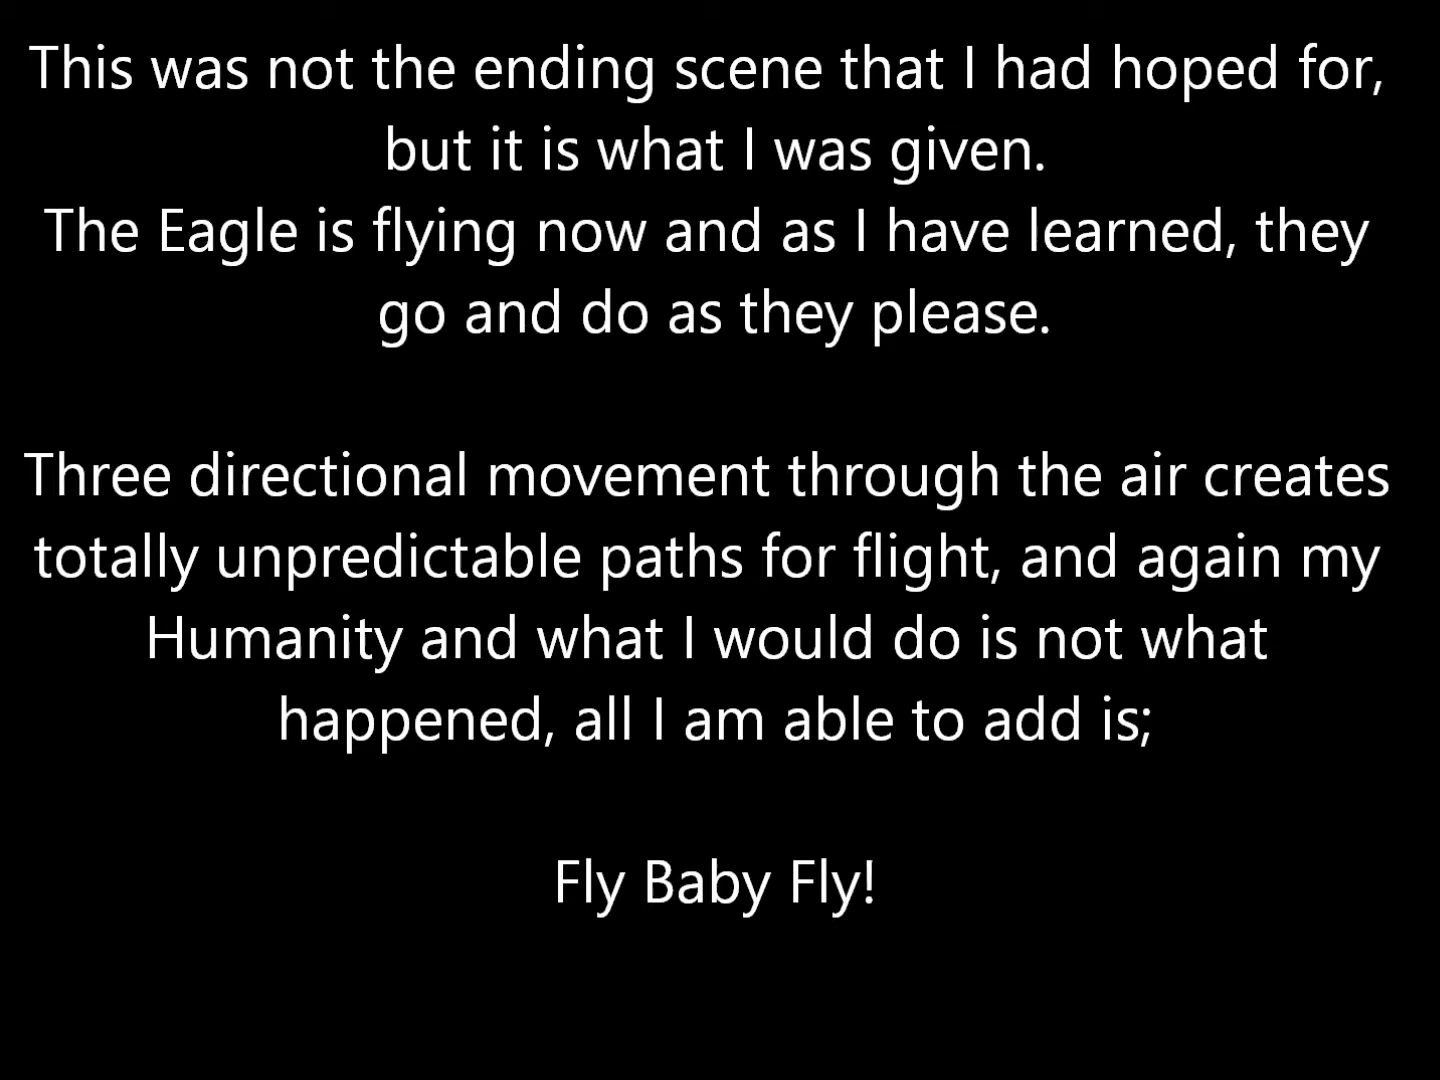 This was not the ending scene that I had hoped for,
but it is what I was given.
The Eagle is flying now and as I have learned, they
go and do as they please.
Three directional movement through the air creates
totally unpredictable paths for flight, and again my
Humanity and what I would do is not what
happened, all I am able to add is;
Fly Baby Fly!